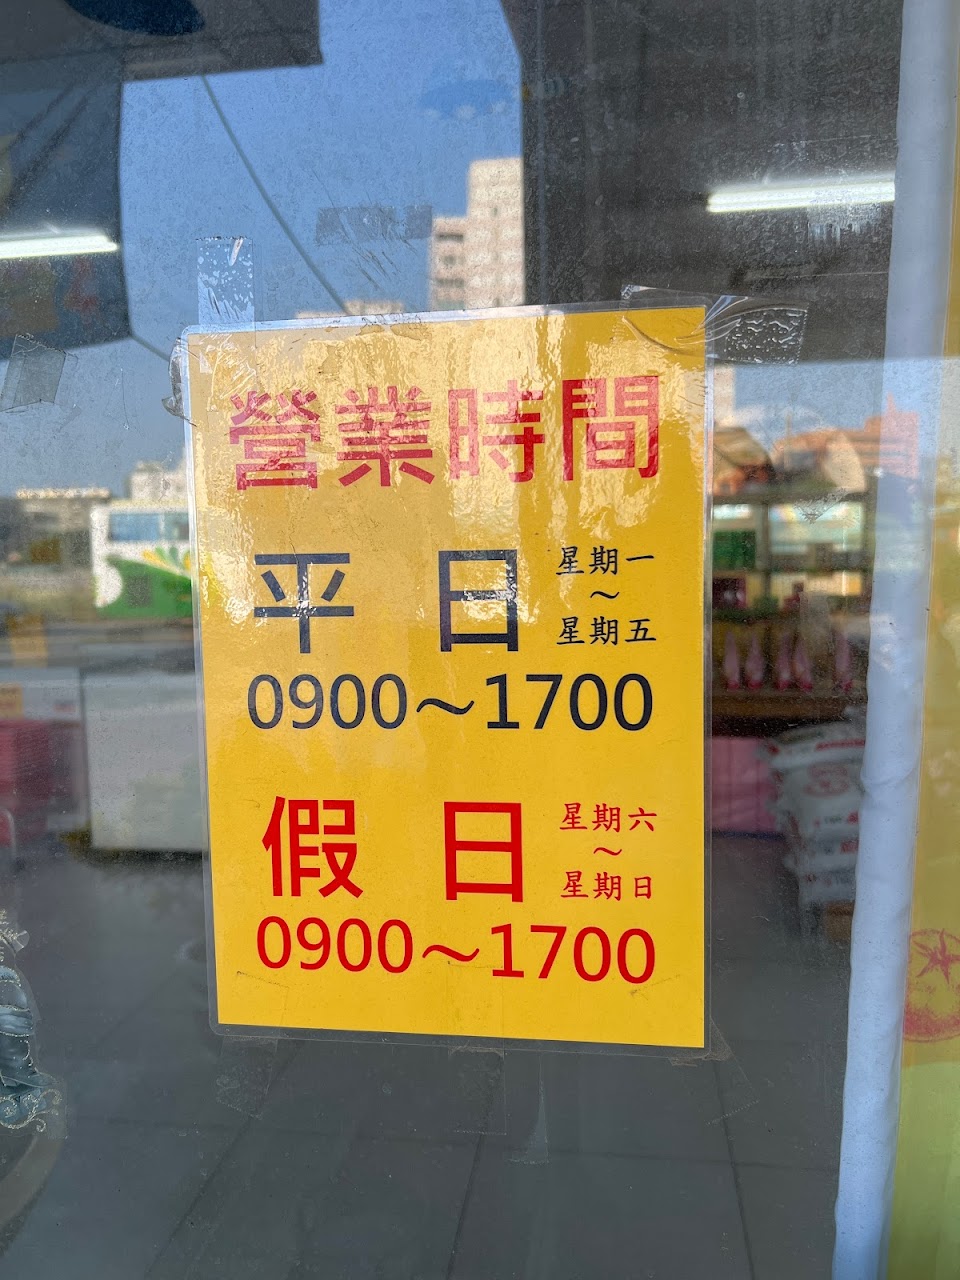 營業時間
平日 星期一
～
星期五
0900～1700
假日 星期六
～
星期日
0900～1700